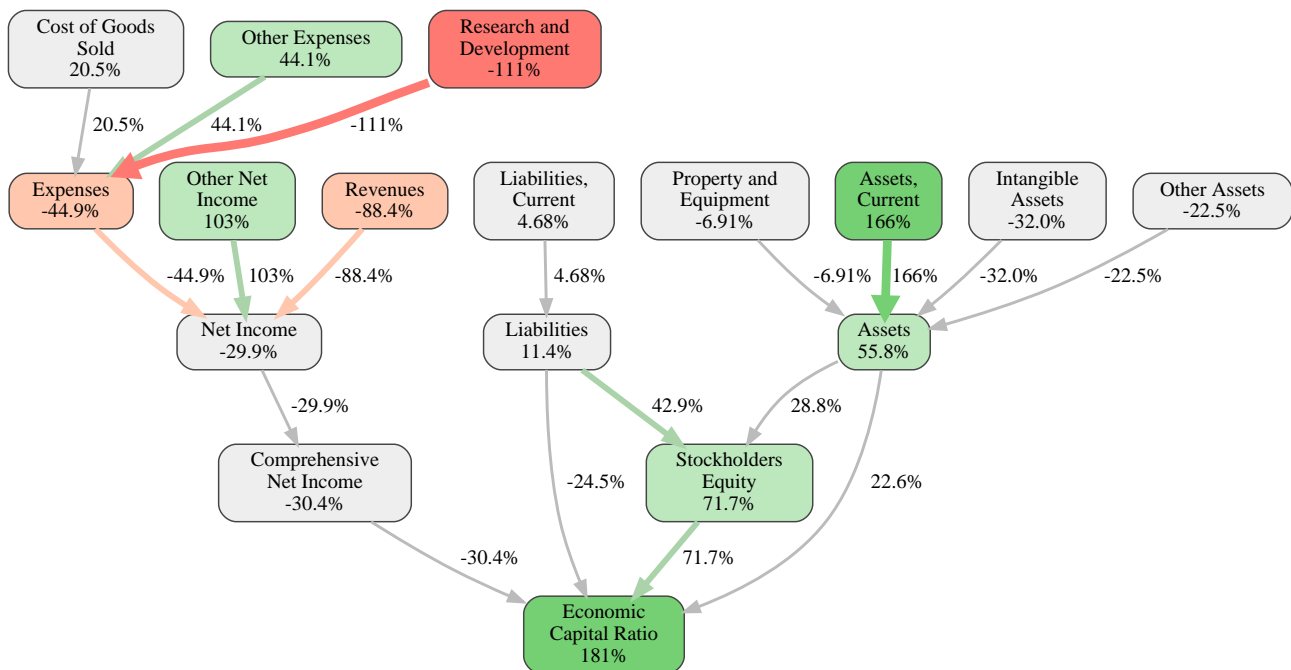 Cost of Goods
Sold
20.5%
Other Expenses
44.1%
Research and
Development
-111%
20.5%
44.1%
-111%
Expenses
-44.9%
Other Net
Income
103%
Revenues
-88.4%
Liabilities,
Current
4.68%
Property and
Equipment
-6.91%
Assets,
Current
166%
Intangible
Assets
-32.0%
Other Assets
-22.5%
-44.9%
103%
-88.4%
4.68%
-6.91%
166%
-32.0%
-22.5%
Net Income
-29.9%
Liabilities
11.4%
Assets
55.8%
-29.9%
42.9%
28.8%
Comprehensive
Net Income
-30.4%
-24.5%
Stockholders
Equity
71.7%
22.6%
-30.4%
71.7%
Economic
Capital Ratio
181%